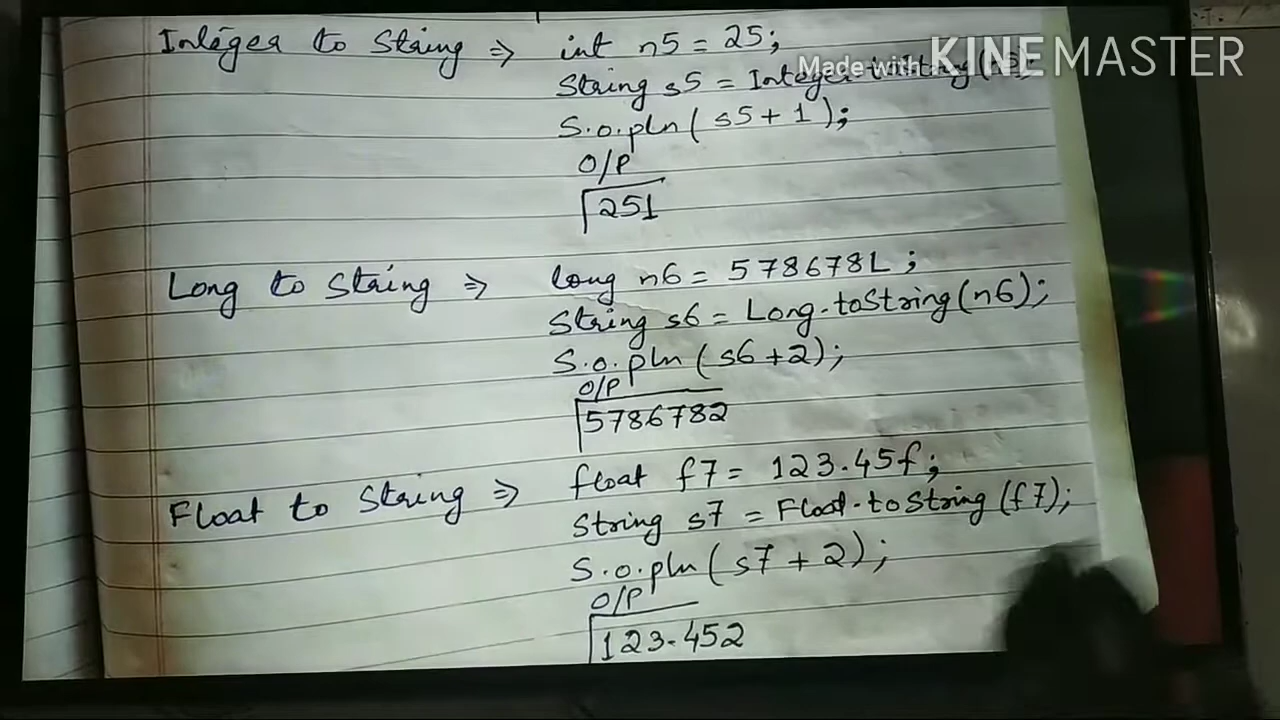 Integer to String ⇒ int n5 = 25;
Made with KINEMASTER
String s5 = Integer.toString(n5);
S.o.pln(s5+1);
O/P
251
Long to String ⇒ long n6 = 578678L;
String s6 = Long.toString(n6);
S.o.pln(s6+2);
O/P
5786782
Float to String ⇒ float f7 = 123.45f;
String s7 = Float.toString(f7);
S.o.pln(s7+2);
O/P
123.452